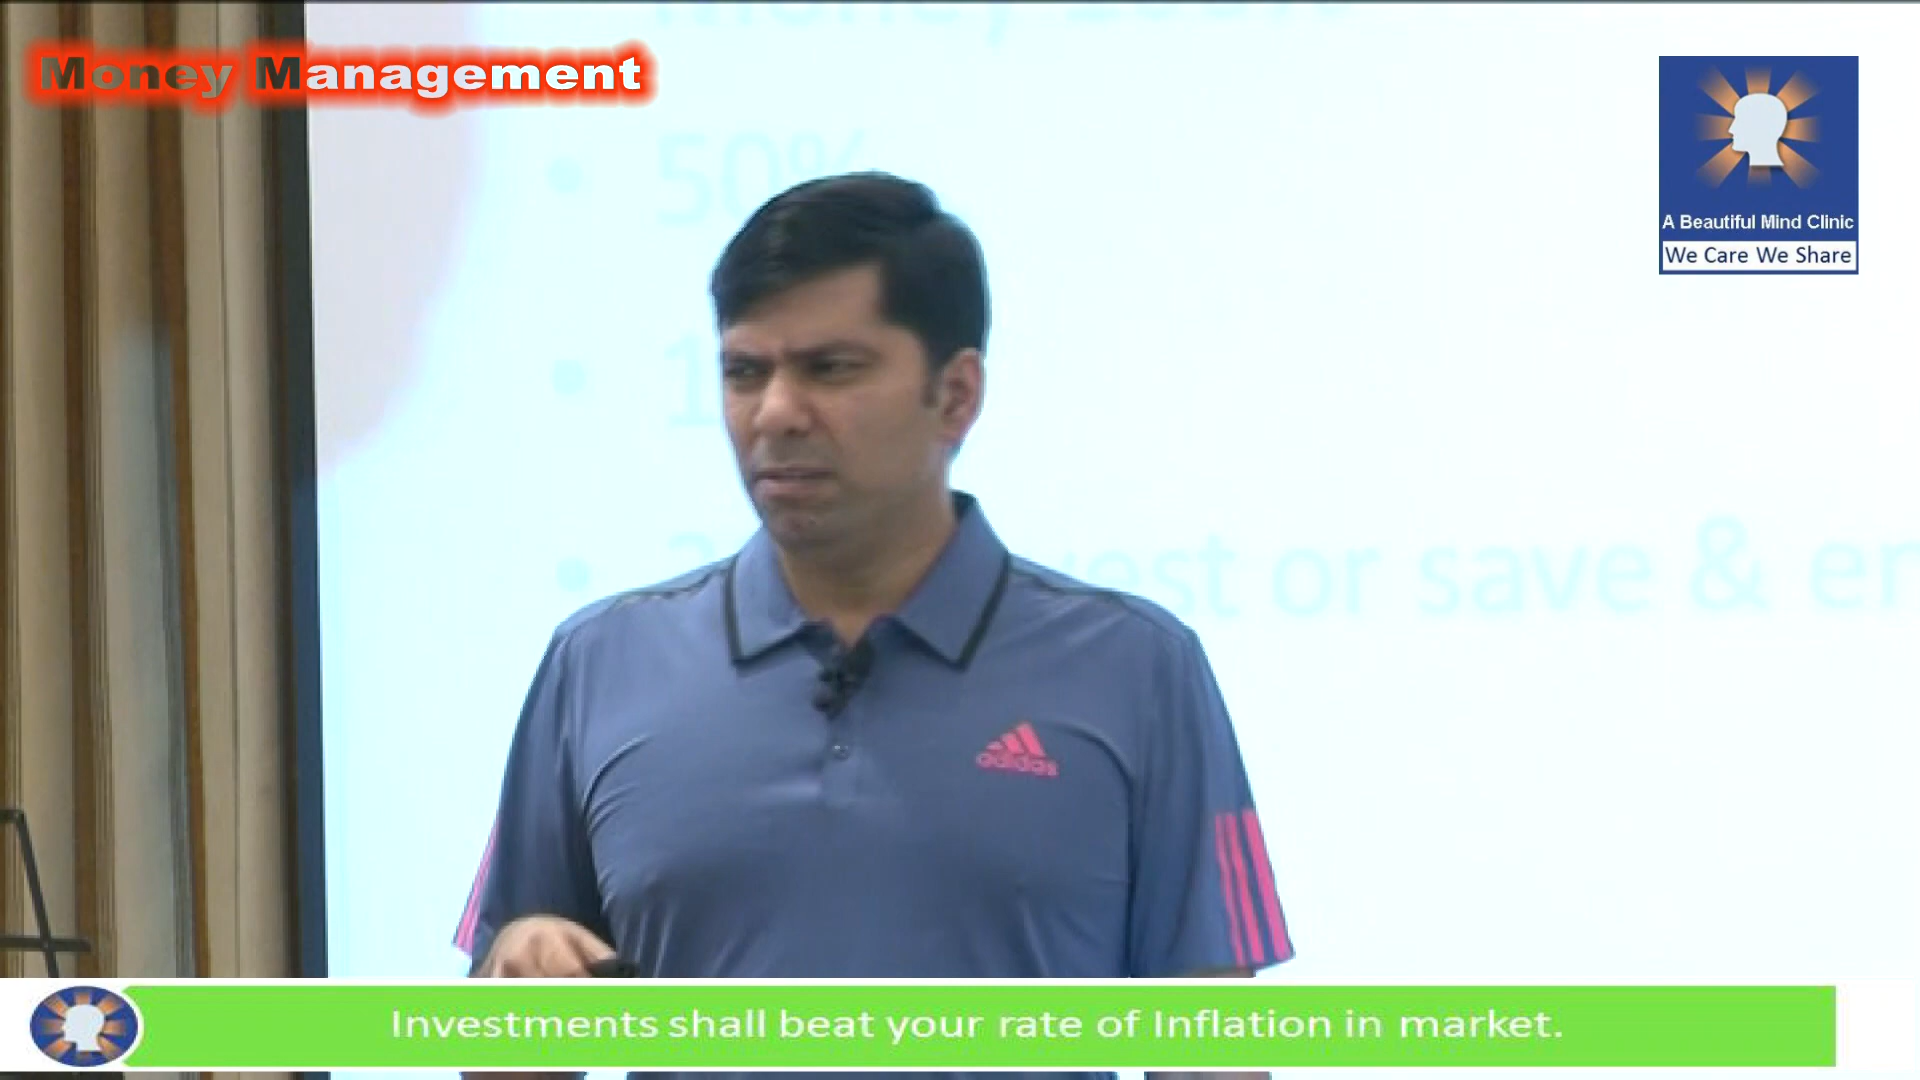 Money Management
A Beautiful Mind Clinic
We Care We Share
50%
or save &
adidas
Investments shall beat your rate of Inflation in market.